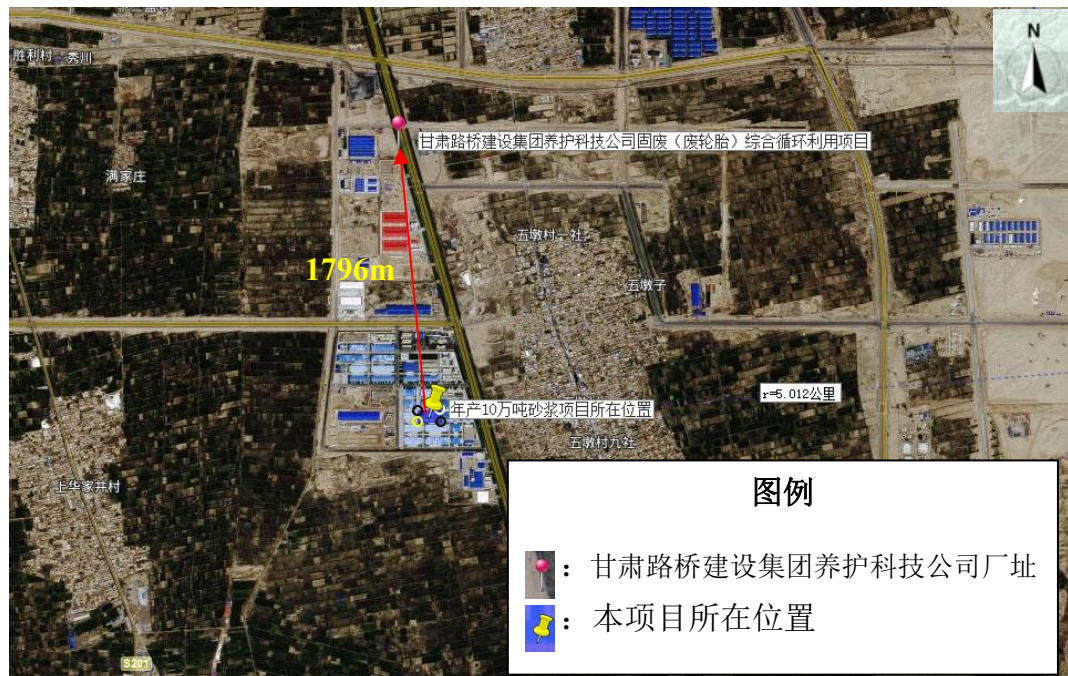 N
胜利村
秀川
甘肃路桥建设集团养护科技公司固废（废轮胎）综合循环利用项目
满家庄
五墩村一社
1796m
五墩子
r=5.012公里
年产10万吨砂浆项目所在位置
五墩村九社
上华家井村
图例
：甘肃路桥建设集团养护科技公司厂址
：本项目所在位置
S201